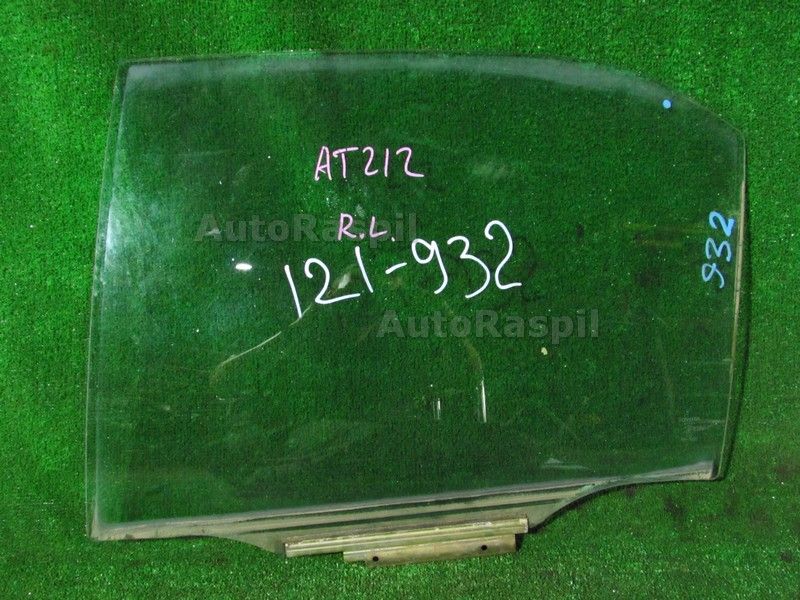 AT212
AutoRaspil
R.L
121-932
932
AutoRaspil